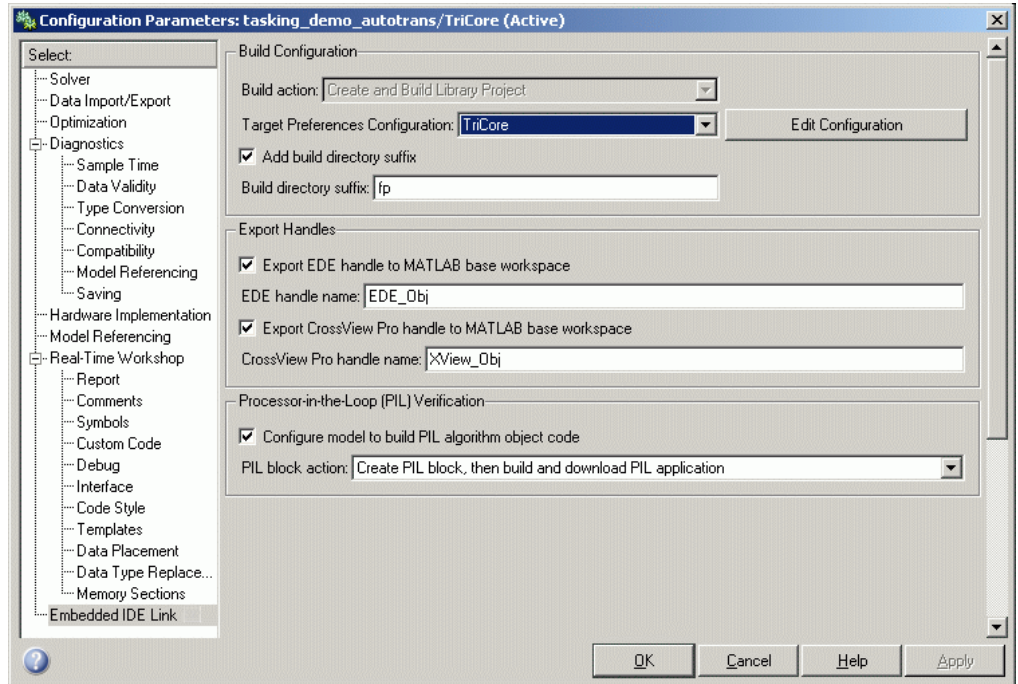 Configuration Parameters: tasking_demo_autotrans/TriCore (Active)
Select:
Solver
Data Import/Export
Optimization
Diagnostics
Sample Time
Data Validity
Type Conversion
Connectivity
Compatibility
Model Referencing
Saving
Hardware Implementation
Model Referencing
Real-Time Workshop
Report
Comments
Symbols
Custom Code
Debug
Interface
Code Style
Templates
Data Placement
Data Type Replace...
Memory Sections
Embedded IDE Link
Build Configuration
Build action: Create and Build Library Project
Target Preferences Configuration: TriCore Edit Configuration
Add build directory suffix
Build directory suffix: fp
Export Handles
Export EDE handle to MATLAB base workspace
EDE handle name: EDE_Obj
Export CrossView Pro handle to MATLAB base workspace
CrossView Pro handle name: XView_Obj
Processor-in-the-Loop (PIL) Verification
Configure model to build PIL algorithm object code
PIL block action: Create PIL block, then build and download PIL application
OK Cancel Help Apply